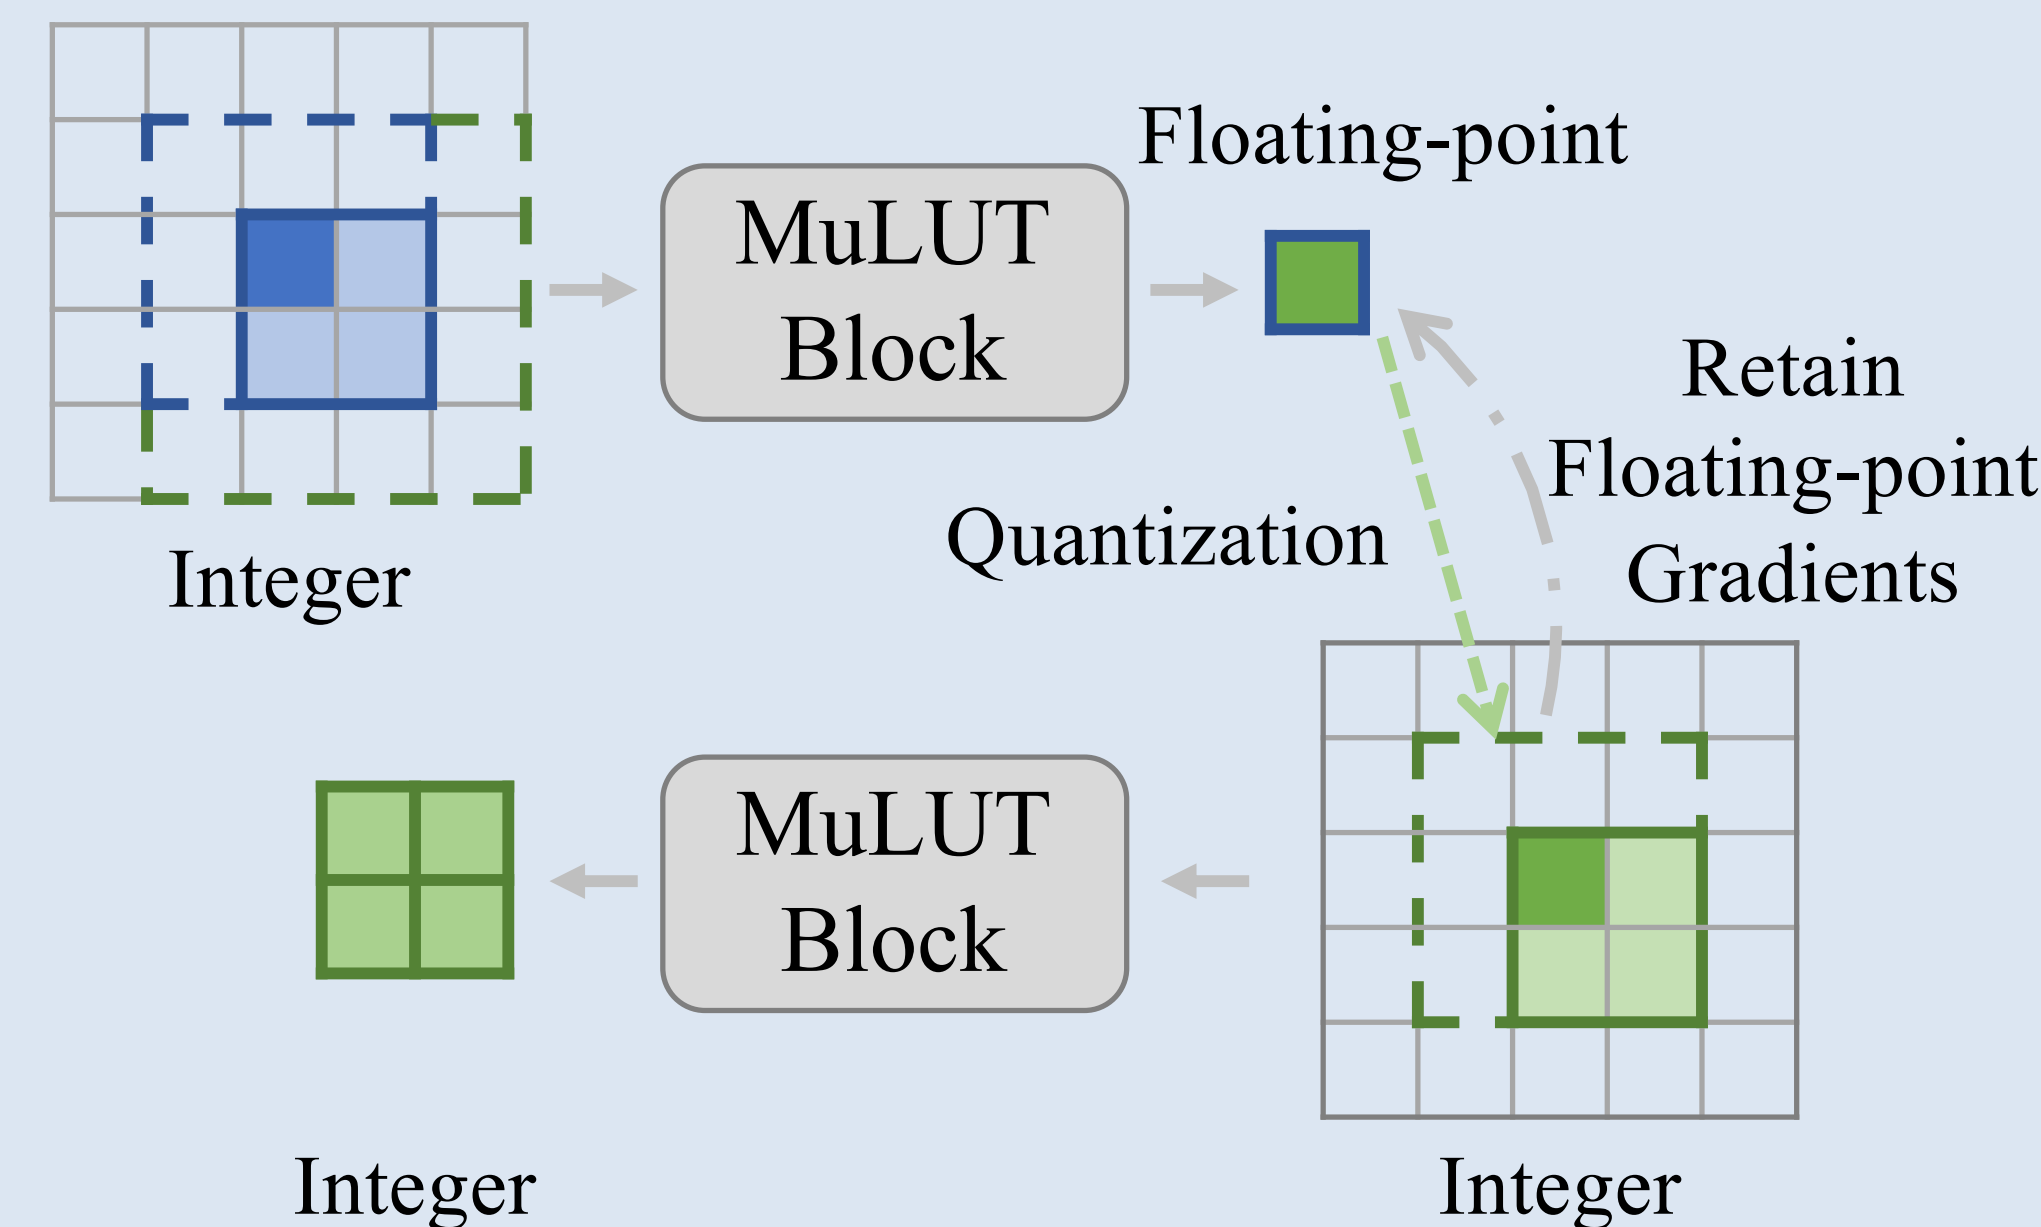 Floating-point
MuLUT
Block
Integer
Quantization
Retain
Floating-point
Gradients
MuLUT
Block
Integer
Integer